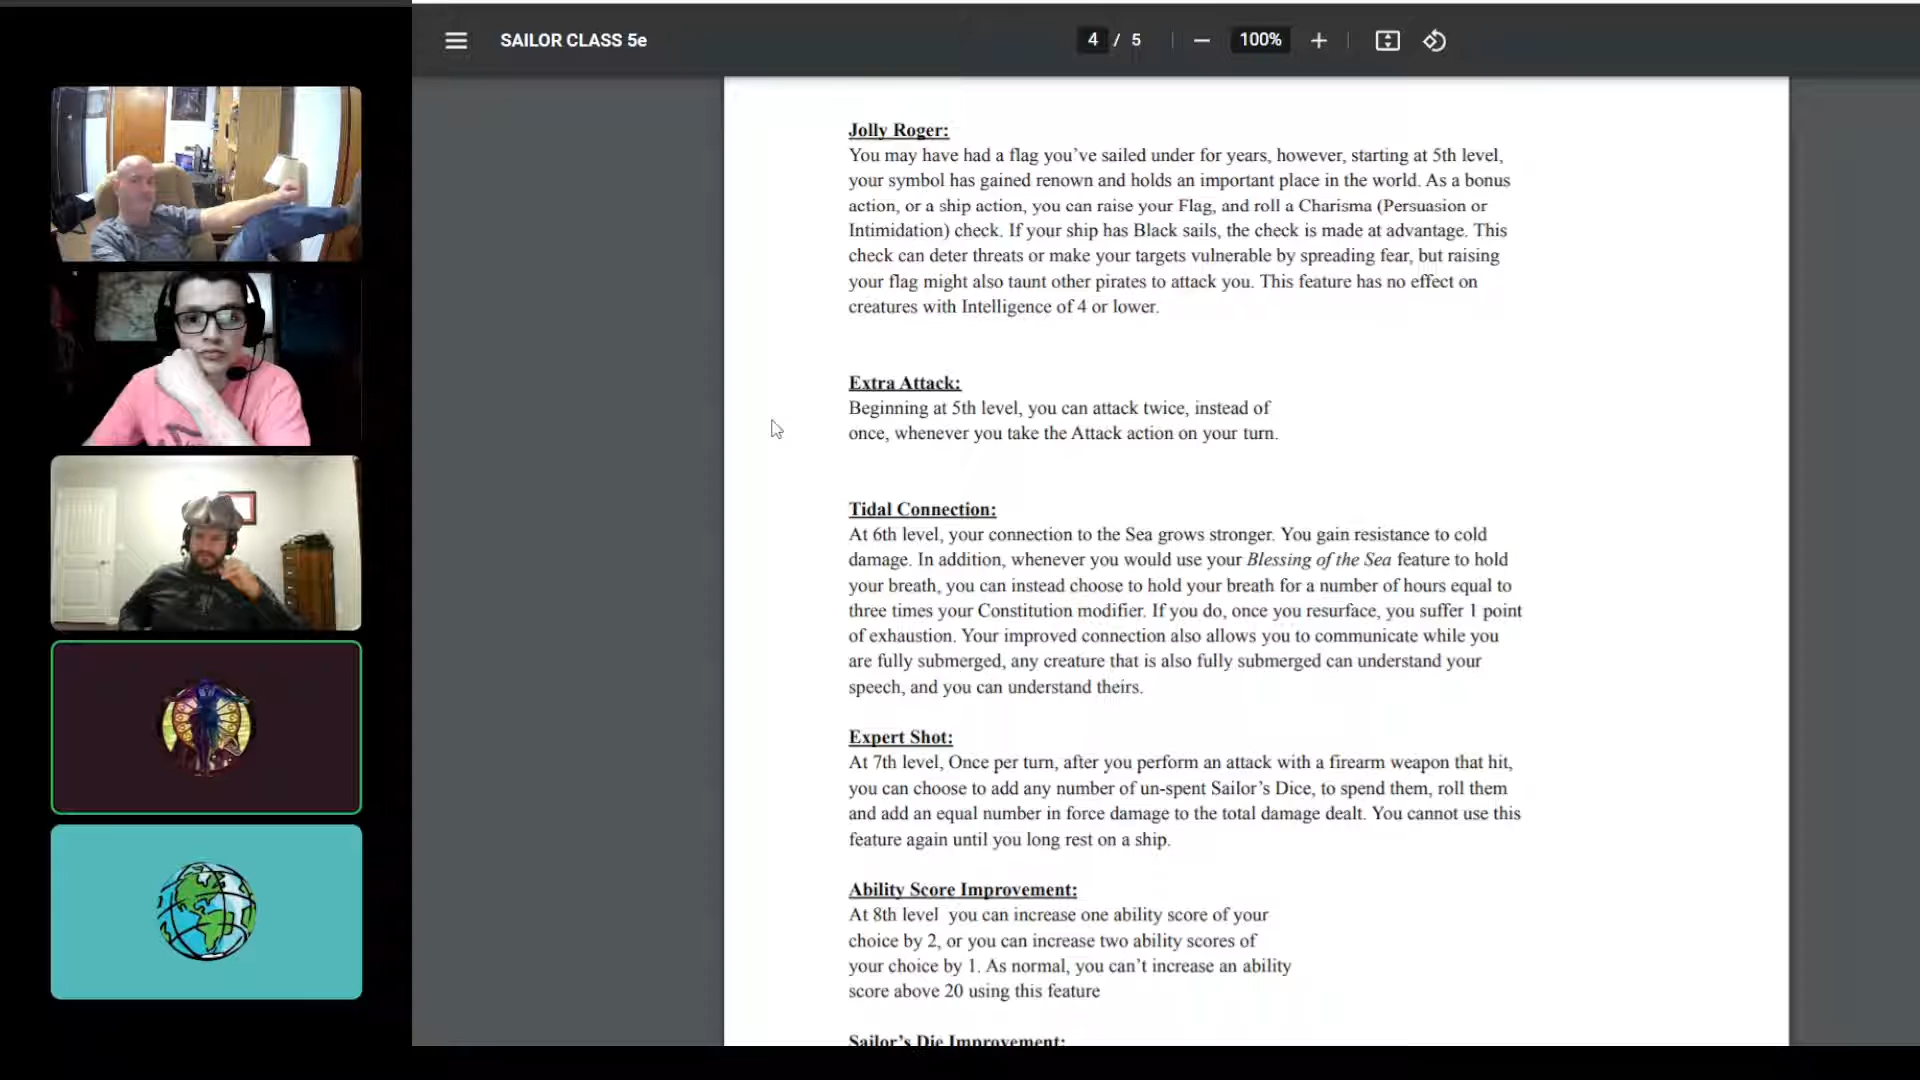 SAILOR CLASS 5e
4 / 5
100%
Jolly Roger:
You may have had a flag you’ve sailed under for years, however, starting at 5th level,
your symbol has gained renown and holds an important place in the world. As a bonus
action, or a ship action, you can raise your Flag, and roll a Charisma (Persuasion or
Intimidation) check. If your ship has Black sails, the check is made at advantage. This
check can deter threats or make your targets vulnerable by spreading fear, but raising
your flag might also taunt other pirates to attack you. This feature has no effect on
creatures with Intelligence of 4 or lower.
Extra Attack:
Beginning at 5th level, you can attack twice, instead of
once, whenever you take the Attack action on your turn.
Tidal Connection:
At 6th level, your connection to the Sea grows stronger. You gain resistance to cold
damage. In addition, whenever you would use your Blessing of the Sea feature to hold
your breath, you can instead choose to hold your breath for a number of hours equal to
three times your Constitution modifier. If you do, once you resurface, you suffer 1 point
of exhaustion. Your improved connection also allows you to communicate while you
are fully submerged, any creature that is also fully submerged can understand your
speech, and you can understand theirs.
Expert Shot:
At 7th level, Once per turn, after you perform an attack with a firearm weapon that hit,
you can choose to add any number of un-spent Sailor’s Dice, to spend them, roll them
and add an equal number in force damage to the total damage dealt. You cannot use this
feature again until you long rest on a ship.
Ability Score Improvement:
At 8th level  you can increase one ability score of your
choice by 2, or you can increase two ability scores of
your choice by 1. As normal, you can’t increase an ability
score above 20 using this feature
Sailor’s Die Improvement: